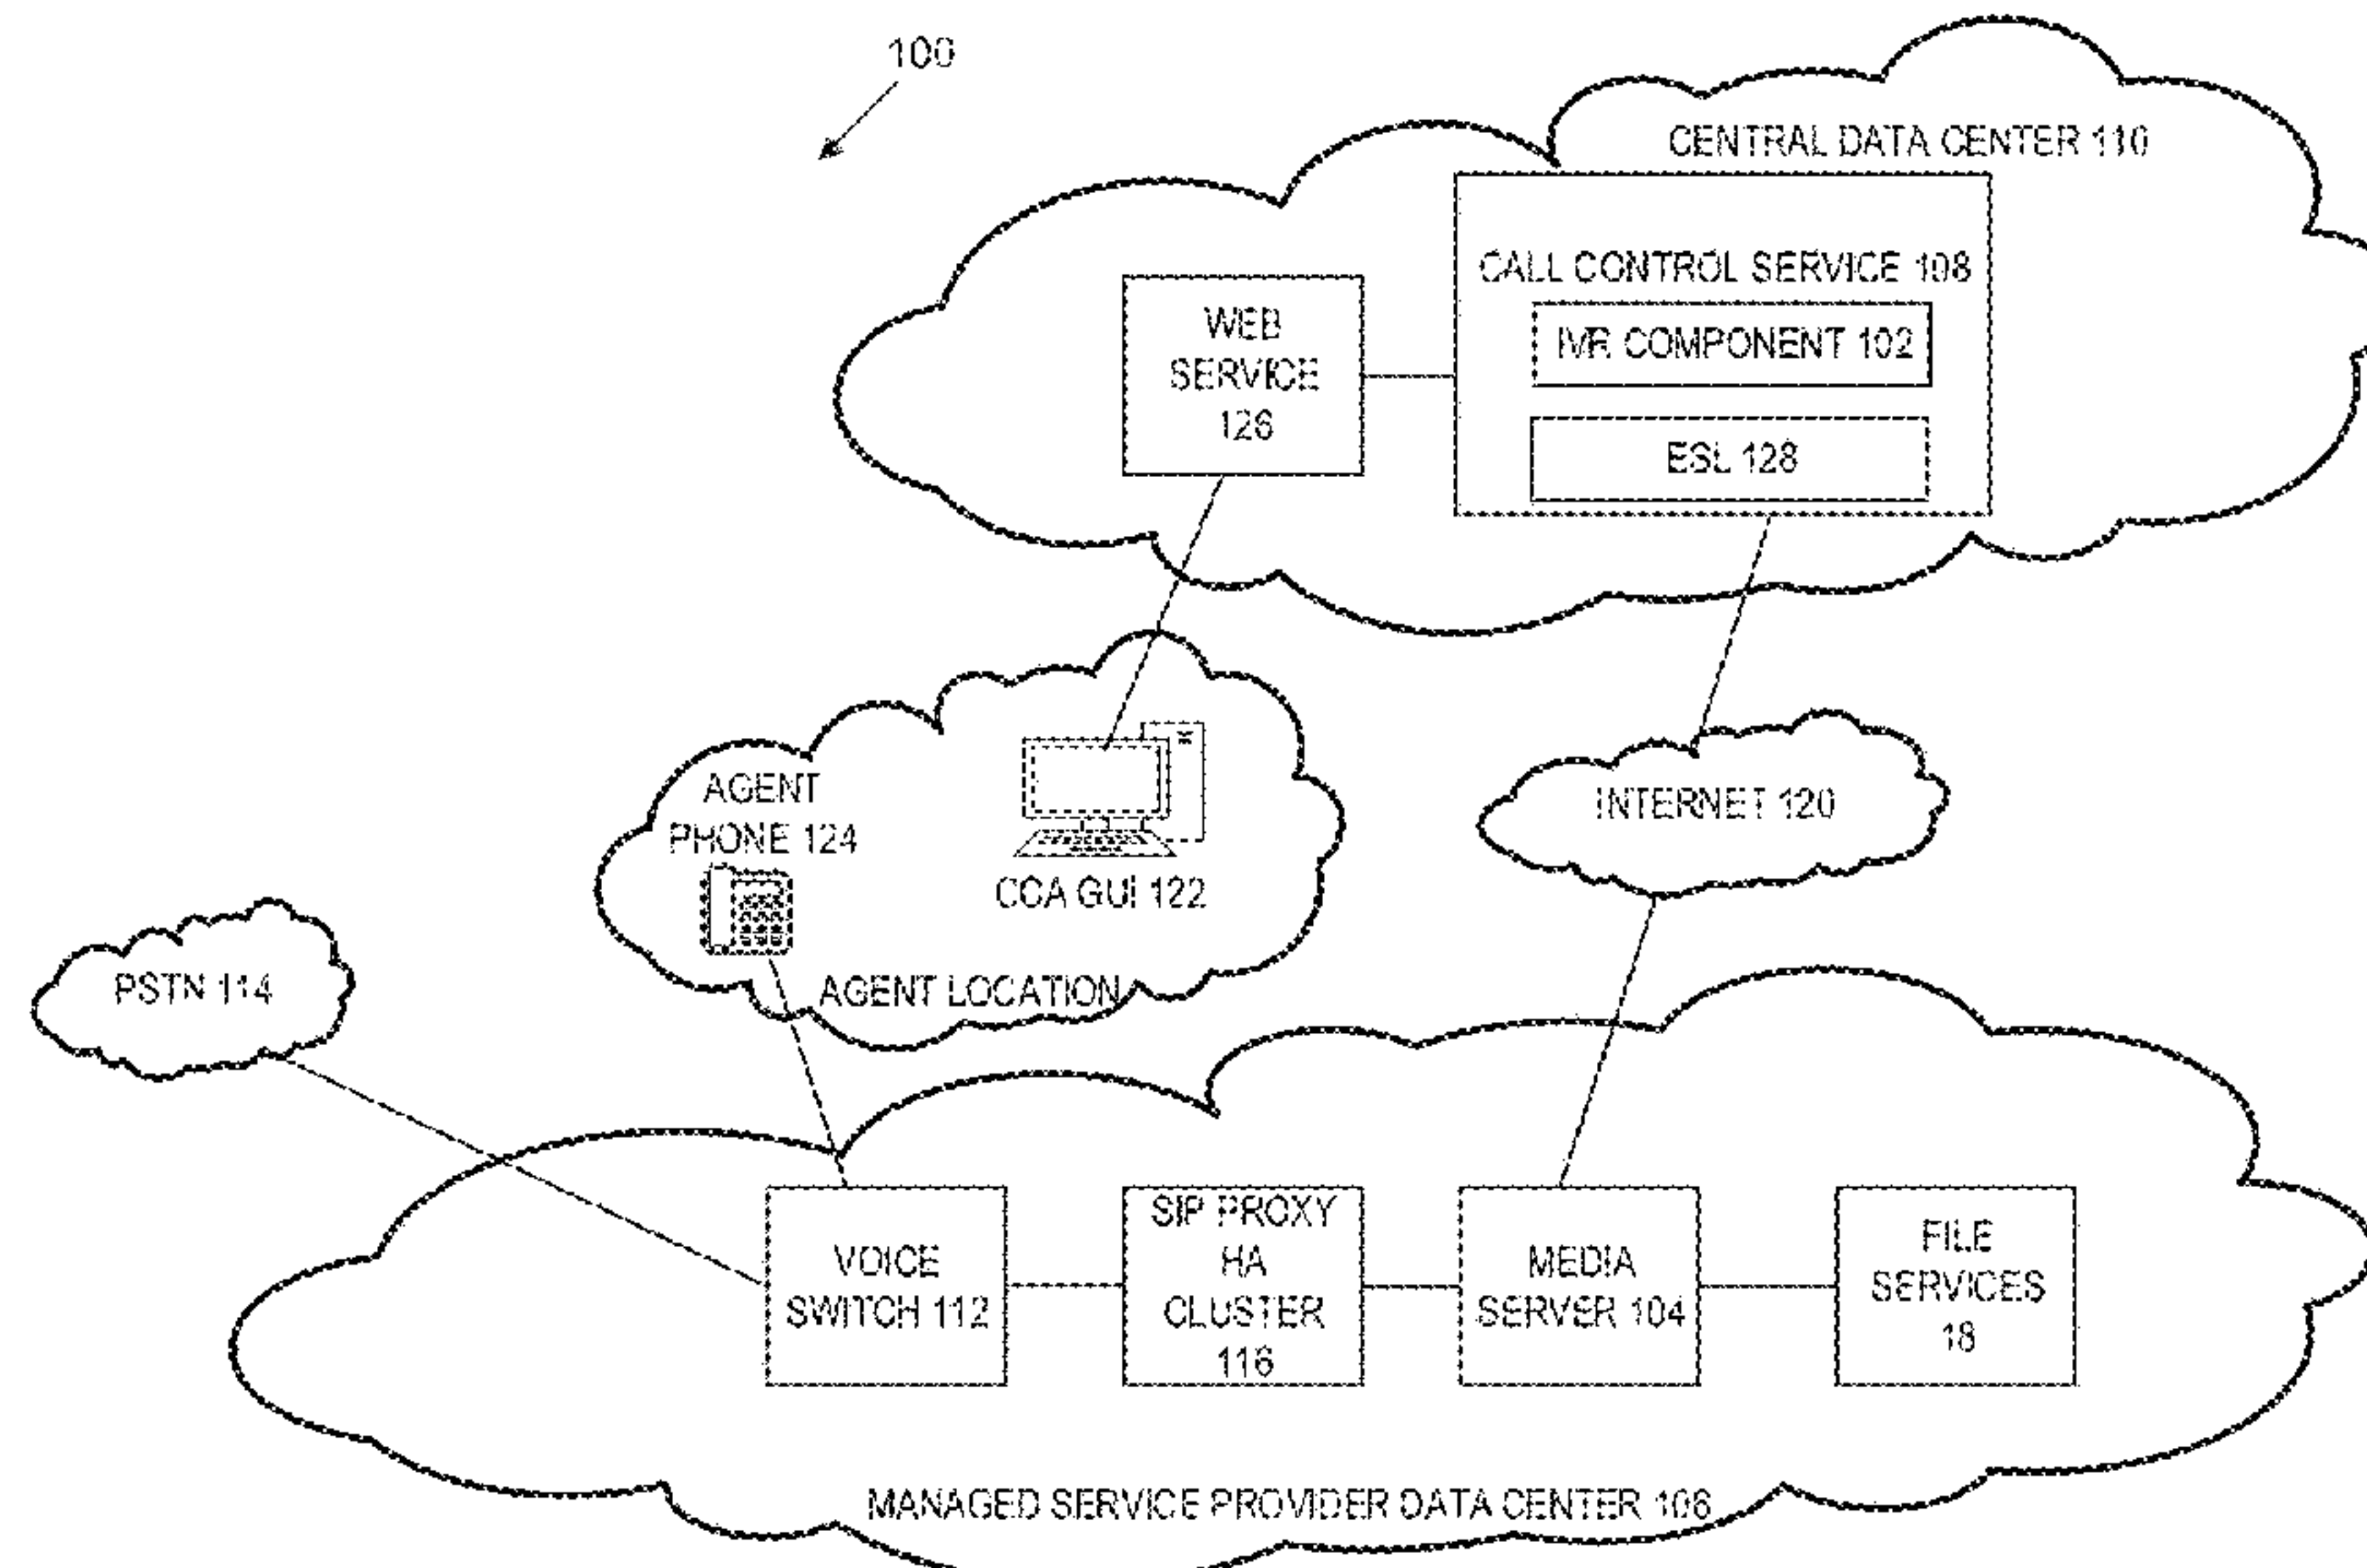 100
CENTRAL DATA CENTER 110
CALL CONTROL SERVICE 108
IVR COMPONENT 102
ESL 128
WEB
SERVICE
126
AGENT
PHONE 124
CCA GUI 122
AGENT LOCATION
INTERNET 120
PSTN 114
VOICE
SWITCH 112
SIP PROXY
HA
CLUSTER
116
MEDIA
SERVER 104
FILE
SERVICES
18
MANAGED SERVICE PROVIDER DATA CENTER 106